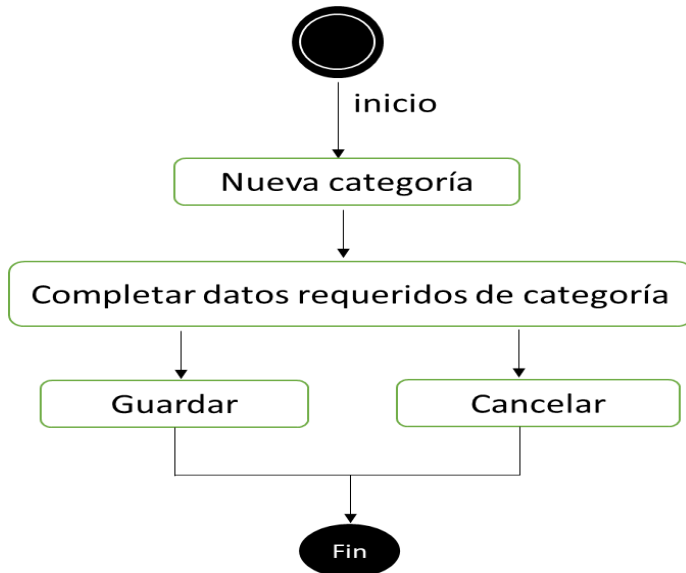 inicio
Nueva categoría
Completar datos requeridos de categoría
Guardar
Cancelar
Fin